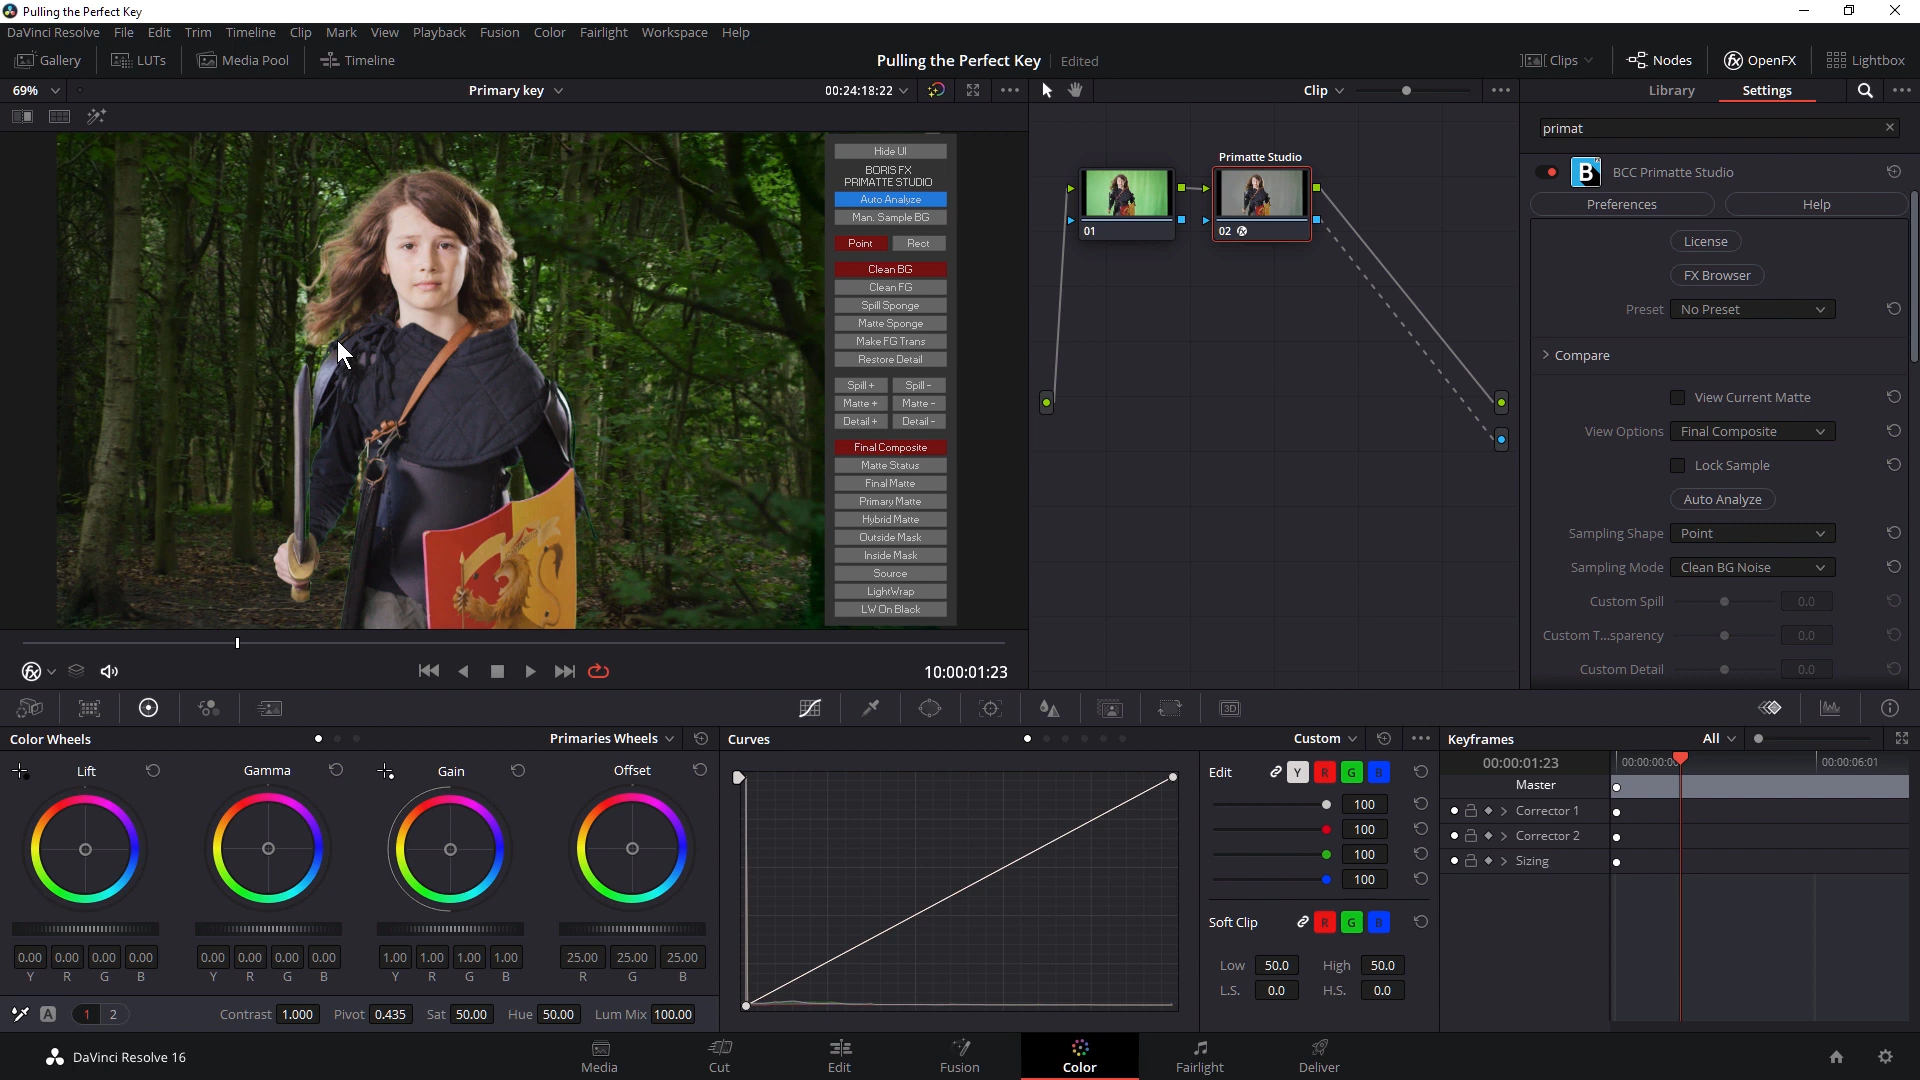 Pulling the Perfect Key
DaVinci Resolve File Edit Trim Timeline Clip Mark View Playback Fusion Color Fairlight Workspace Help
Gallery LUTs Media Pool Timeline Pulling the Perfect Key Edited Clips Nodes OpenFX Lightbox
69% Primary key 00:24:18:22 Clip Library Settings
primat
Hide UI
BORIS FX
PRIMATTE STUDIO
Auto Analyze
Man. Sample BG
Point Rect
Clean BG
Clean FG
Spill Sponge
Matte Sponge
Make FG Trans
Restore Detail
Spill + Spill -
Matte + Matte -
Detail + Detail -
Final Composite
Matte Status
Final Matte
Primary Matte
Hybrid Matte
Outside Mask
Inside Mask
Source
LightWrap
LW On Black
Primatte Studio
01
02
B BCC Primatte Studio
Preferences Help
License
FX Browser
Preset No Preset
Compare
View Current Matte
View Options Final Composite
Lock Sample
Auto Analyze
Sampling Shape Point
Sampling Mode Clean BG Noise
Custom Spill 0.0
Custom T...sparency 0.0
Custom Detail 0.0
10:00:01:23
3D
Color Wheels Primaries Wheels
Lift Gamma Gain Offset
0.00 0.00 0.00 0.00 0.00 0.00 0.00 0.00 1.00 1.00 1.00 1.00 25.00 25.00 25.00
Y R G B Y R G B Y R G B R G B
A 1 2 Contrast 1.000 Pivot 0.435 Sat 50.00 Hue 50.00 Lum Mix 100.00
Curves Custom
Edit Y R G B
100
100
100
100
Soft Clip R G B
Low 50.0 High 50.0
L.S. 0.0 H.S. 0.0
Keyframes All
00:00:01:23 00:00:00:0 00:00:06:01
Master
Corrector 1
Corrector 2
Sizing
DaVinci Resolve 16
Media Cut Edit Fusion Color Fairlight Deliver